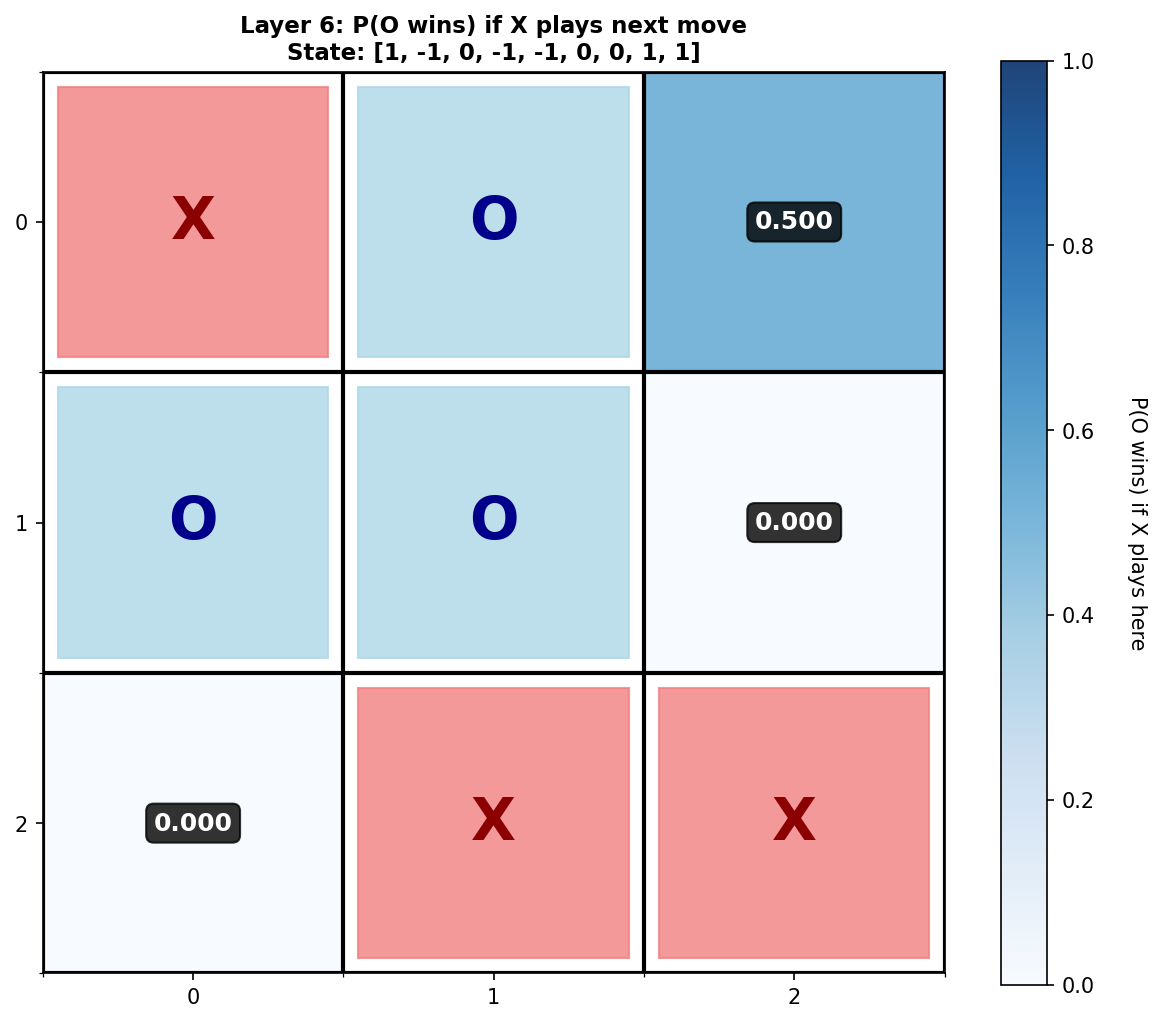 Layer 6: P(O wins) if X plays next move
State: [1, -1, 0, -1, -1, 0, 0, 1, 1]
0
X
O
0.500
1
O
O
0.000
2
0.000
X
X
0
1
2
1.0
0.8
0.6
0.4
0.2
0.0
P(O wins) if X plays here